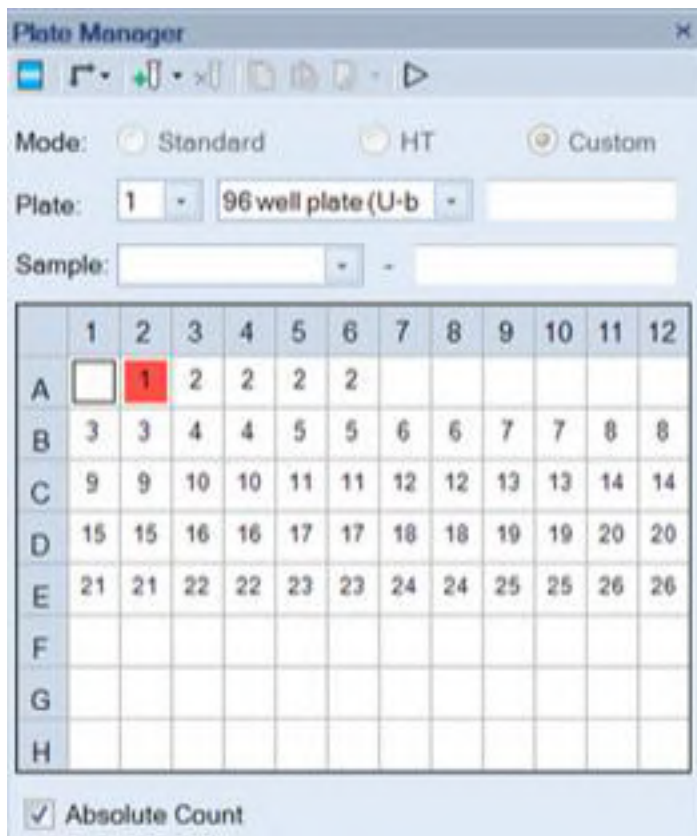 Plate Manager
Mode: Standard HT Custom
Plate: 1 96 well plate (U-b
Sample: -
1 2 3 4 5 6 7 8 9 10 11 12
A 1 2 2 2 2
B 3 3 4 4 5 5 6 6 7 7 8 8
C 9 9 10 10 11 11 12 12 13 13 14 14
D 15 15 16 16 17 17 18 18 19 19 20 20
E 21 21 22 22 23 23 24 24 25 25 26 26
F
G
H
Absolute Count